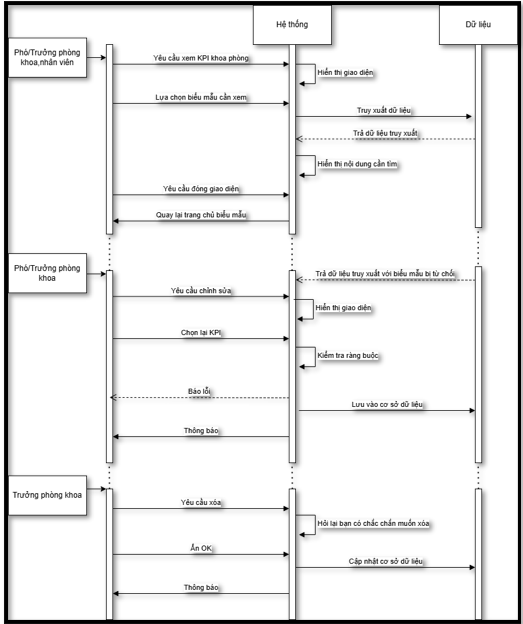 Hệ thống
Dữ liệu
Phó/Trưởng phòng
khoa,nhân viên
Yêu cầu xem KPI khoa phòng
Hiển thị giao diện
Lựa chọn biểu mẫu cần xem
Truy xuất dữ liệu
Trả dữ liệu truy xuất
Hiển thị nội dung cần tìm
Yêu cầu đóng giao diện
Quay lại trang chủ biểu mẫu
Phó/Trưởng phòng
khoa
Trả dữ liệu truy xuất với biểu mẫu bị từ chối
Yêu cầu chỉnh sửa
Hiển thị giao diện
Chọn lại KPI
Kiểm tra ràng buộc
Báo lỗi
Lưu vào cơ sở dữ liệu
Thông báo
Trưởng phòng khoa
Yêu cầu xóa
Hỏi lại bạn có chắc chắn muốn xóa
Ấn OK
Cập nhật cơ sở dữ liệu
Thông báo